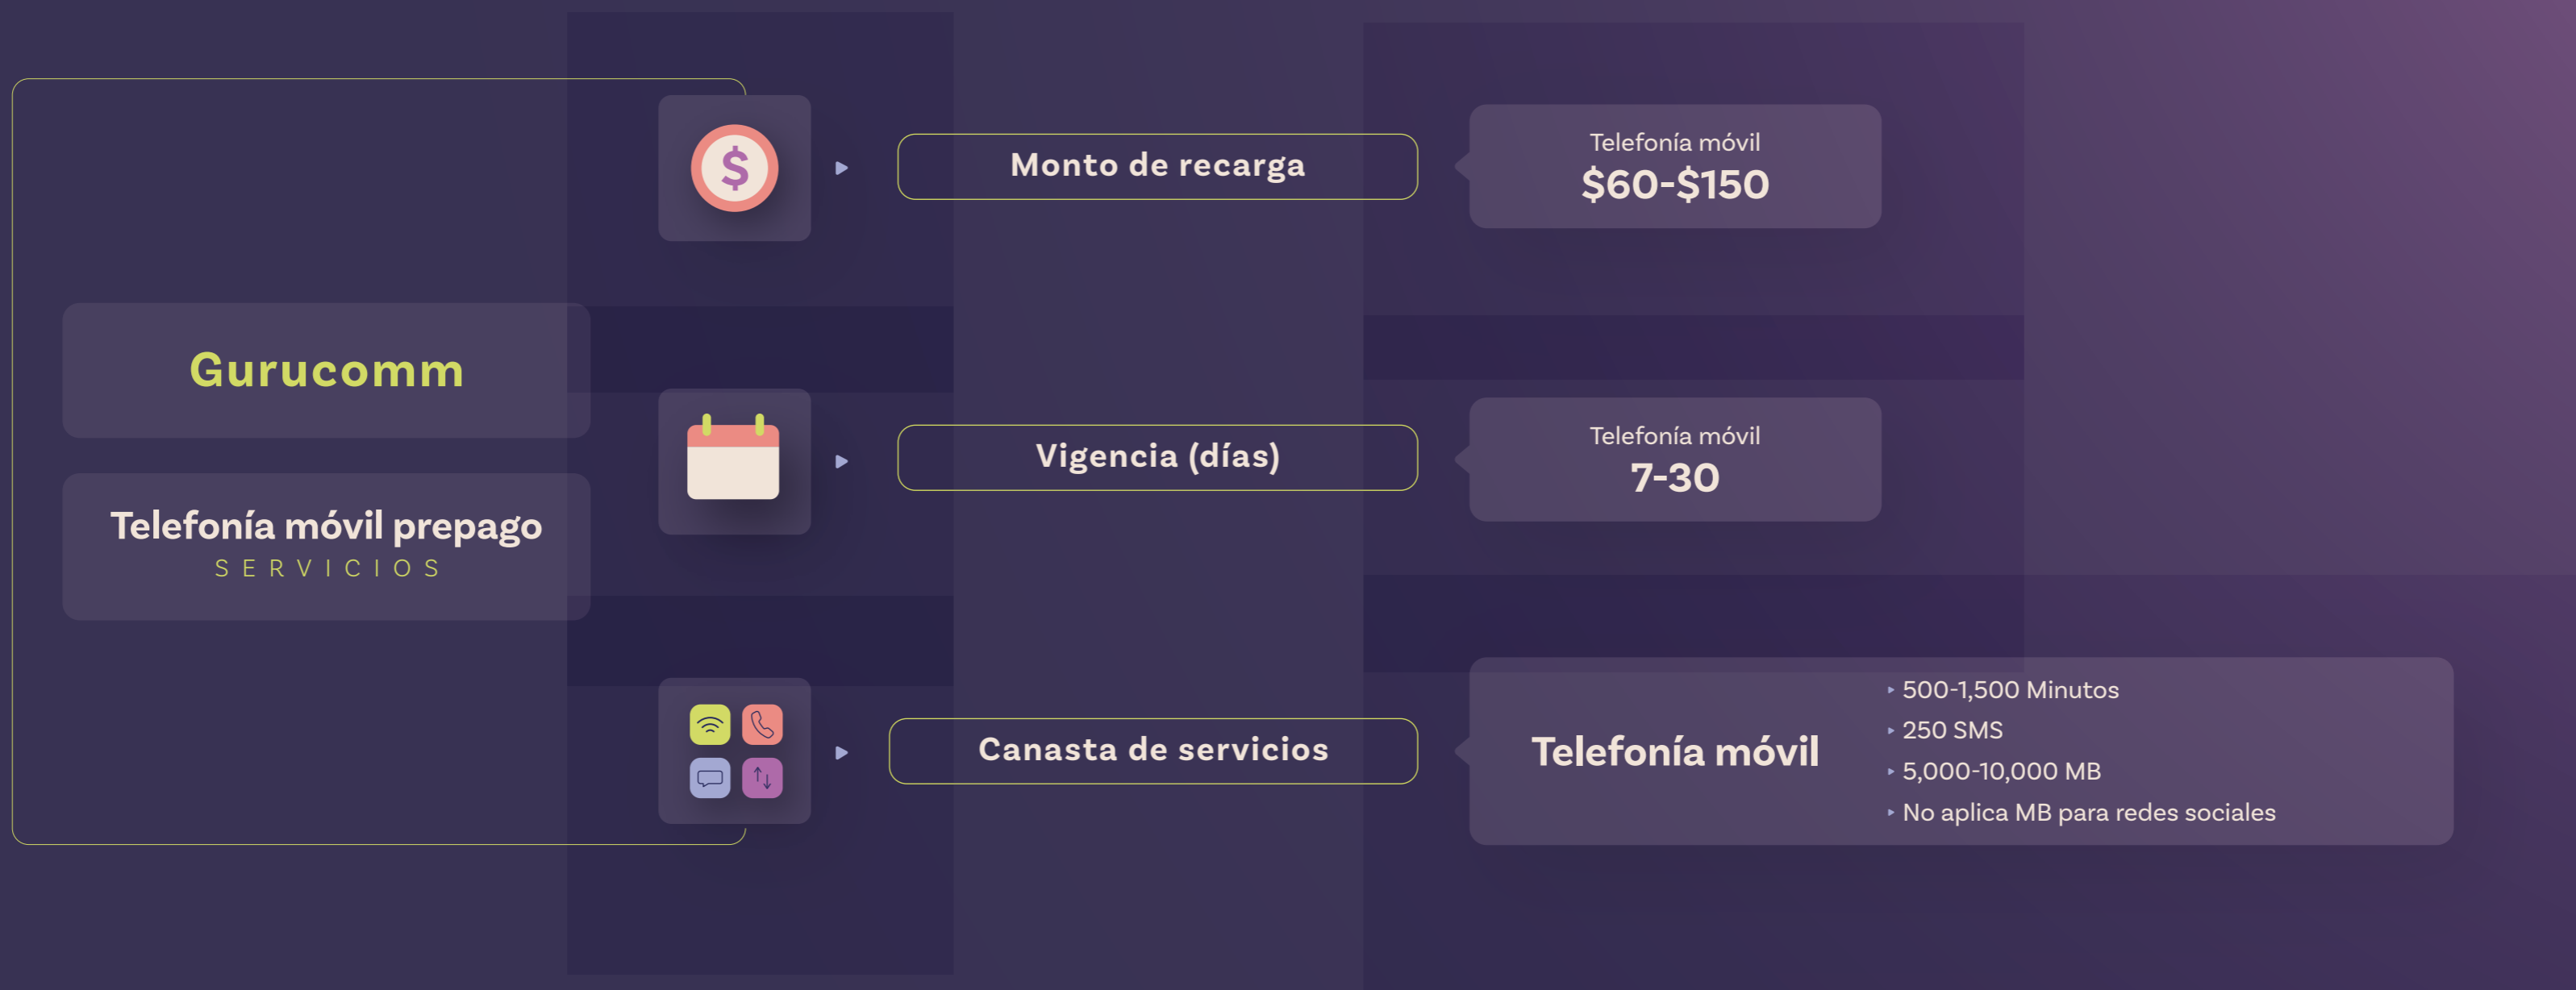 Gurucomm
Telefonía móvil prepago
SERVICIOS
Monto de recarga
Telefonía móvil
$60-$150
Vigencia (días)
Telefonía móvil
7-30
Canasta de servicios
Telefonía móvil
500-1,500 Minutos
250 SMS
5,000-10,000 MB
No aplica MB para redes sociales